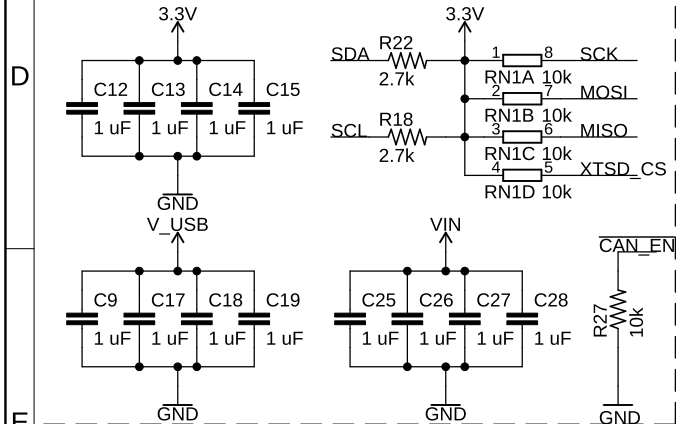 D
3.3V
C12 C13 C14 C15
1 uF 1 uF 1 uF 1 uF
GND
3.3V
SDA R22 2.7k
SCL R18 2.7k
1 8 SCK
RN1A 10k
2 7 MOSI
RN1B 10k
3 6 MISO
RN1C 10k
4 5 XTSD_CS
RN1D 10k
V_USB
C9 C17 C18 C19
1 uF 1 uF 1 uF 1 uF
GND
VIN
C25 C26 C27 C28
1 uF 1 uF 1 uF 1 uF
GND
CAN_EN
R27
10k
GND
E